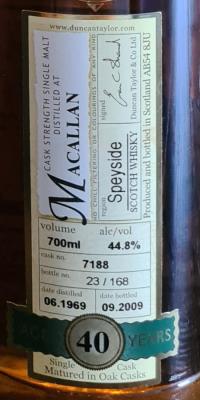 www.duncantaylor.com
CASK STRENGTH SINGLE MALT
DISTILLED AT
MACALLAN
NO CHILL FILTERING OR COLOURINGS OF ANY KIND
region
Speyside
SCOTCH WHISKY
signed
Duncan Taylor & Co Ltd
Produced and bottled in Scotland AB54 8JU
volume alc/vol
700ml 44.8%
cask no.
7188
bottle no.
23 / 168
date distilled date bottled
06.1969 09.2009
40 YEARS
Single Cask
Matured in Oak Casks